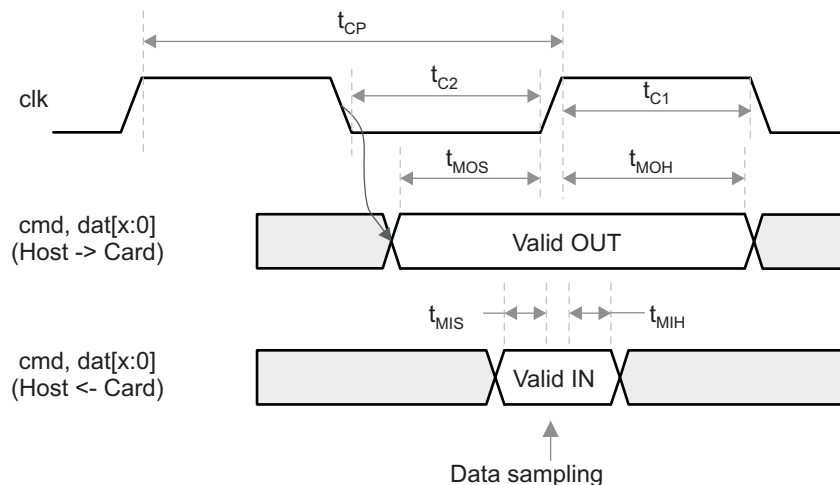 tCP
clk
tC2
tC1
tMOS
tMOH
cmd, dat[x:0]
(Host -> Card)
Valid OUT
tMIS
tMIH
cmd, dat[x:0]
(Host <- Card)
Valid IN
Data sampling